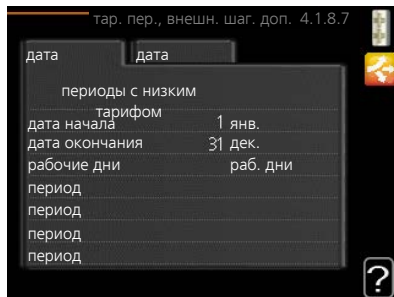 тар. пер., внешн. шаг. доп. 4.1.8.7
дата дата
периоды с низким
тарифом
дата начала 1 янв.
дата окончания 31 дек.
рабочие дни раб. дни
период
период
период
период
?